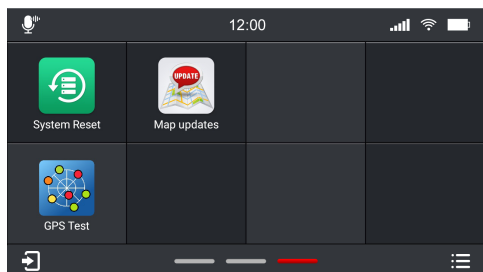 12:00
UPDATE
System Reset
Map updates
GPS Test